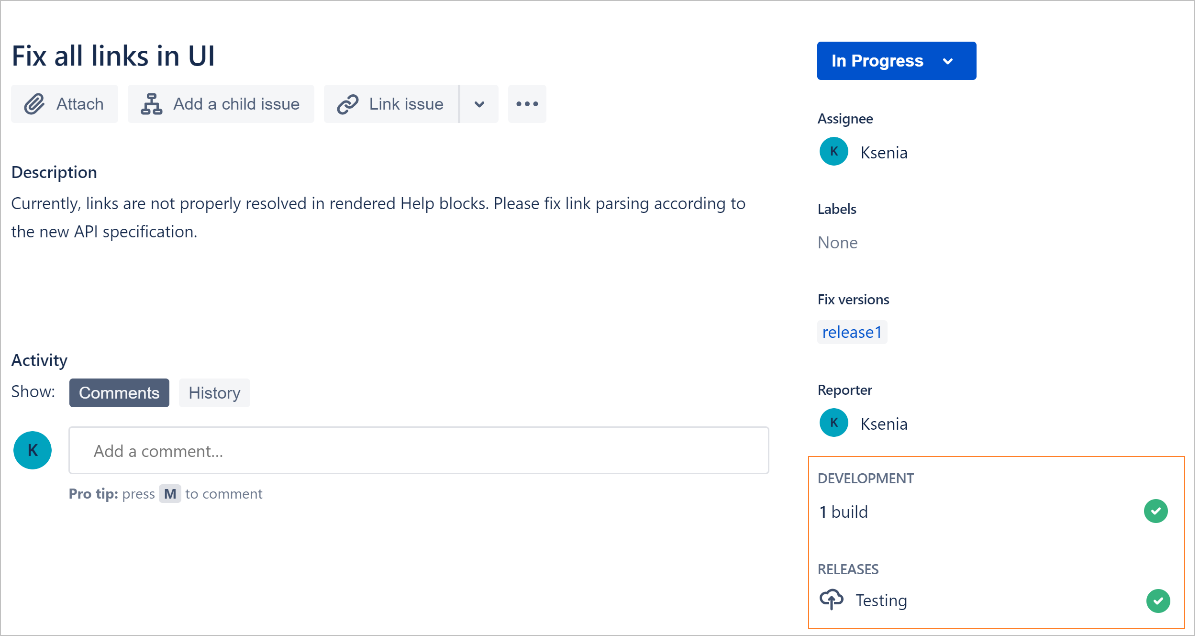 Fix all links in UI
Attach
Add a child issue
Link issue
Description
Currently, links are not properly resolved in rendered Help blocks. Please fix link parsing according to
the new API specification.
Activity
Show: Comments History
K
Add a comment...
Pro tip: press M to comment
In Progress
Assignee
K Ksenia
Labels
None
Fix versions
release1
Reporter
K Ksenia
DEVELOPMENT
1 build
RELEASES
Testing